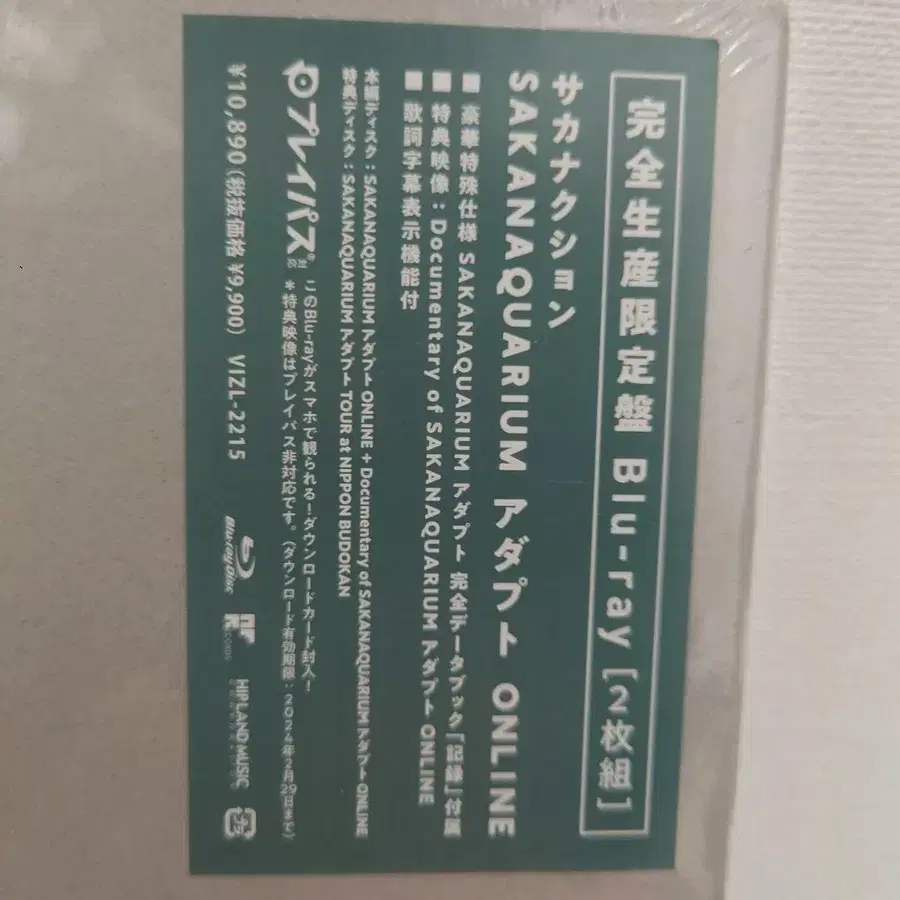 完全生産限定盤 Blu-ray [2枚組]
サカナクション
SAKANAQUARIUM アダプト ONLINE
■ 豪華特殊仕様 SAKANAQUARIUM アダプト 完全データブック「記録」付属
■ 特典映像：Documentary of SAKANAQUARIUM アダプト ONLINE
■ 歌詞字幕表示機能付
本編ディスク：SAKANAQUARIUM アダプト ONLINE + Documentary of SAKANAQUARIUM アダプト ONLINE
特典ディスク：SAKANAQUARIUM アダプト TOUR at NIPPON BUDOKAN
プレイパス®
このBlu-rayがスマホで観られる！ダウンロードカード封入！
＊特典映像はプレイパス非対応です。（ダウンロード有効期限：2024年2月29日まで）
¥10,890（税抜価格 ¥9,900） VIZL-2215
Blu-ray Disc
HIP LAND MUSIC